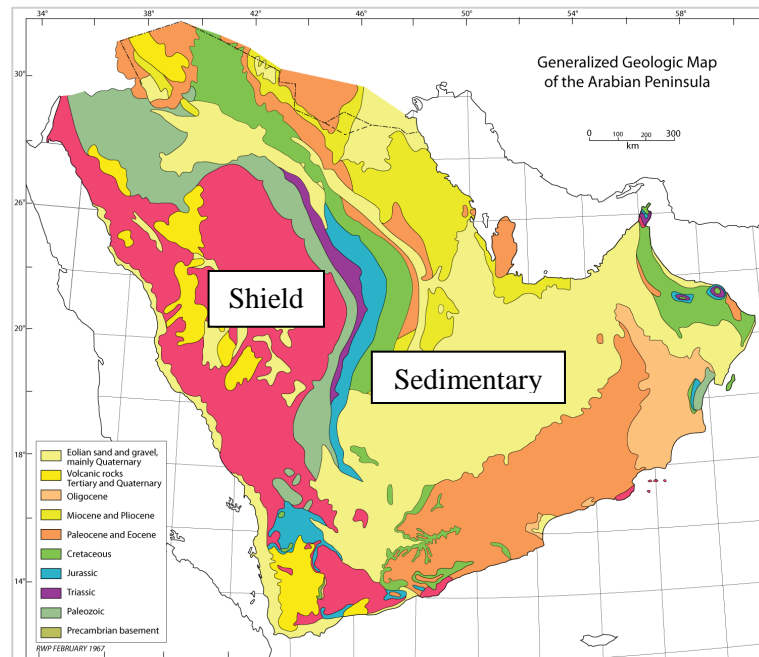 34°
38°
42°
46°
50°
54°
58°
Generalized Geologic Map
of the Arabian Peninsula
0 100 200 300
km
30°
26°
20°
18°
14°
Shield
Sedimentary
Eolian sand and gravel,
mainly Quaternary
Volcanic rocks
Tertiary and Quaternary
Oligocene
Miocene and Pliocene
Paleocene and Eocene
Cretaceous
Jurassic
Triassic
Paleozoic
Precambrian basement
RWP FEBRUARY 1967